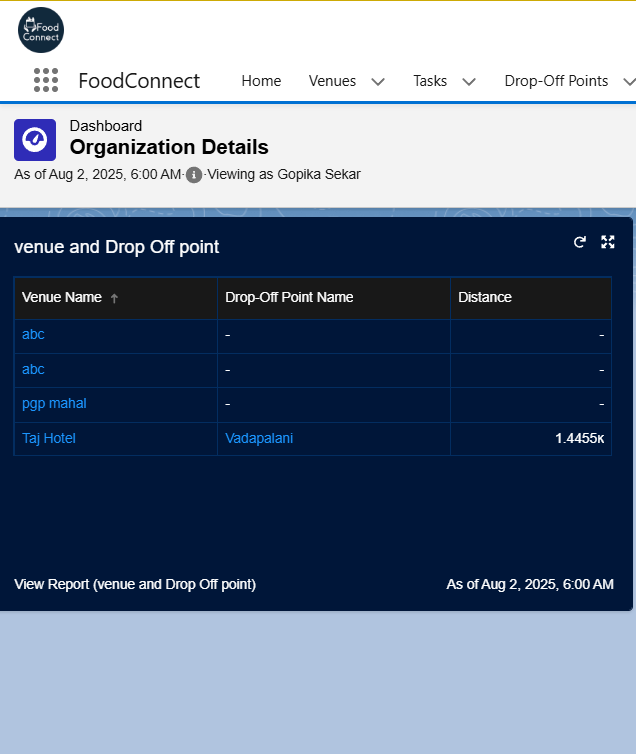 Food
Connect
FoodConnect Home Venues Tasks Drop-Off Points
Dashboard
Organization Details
As of Aug 2, 2025, 6:00 AM·i·Viewing as Gopika Sekar
venue and Drop Off point
Venue Name ↑ Drop-Off Point Name Distance
abc - -
abc - -
pgp mahal - -
Taj Hotel Vadapalani 1.4455ĸ
View Report (venue and Drop Off point) As of Aug 2, 2025, 6:00 AM